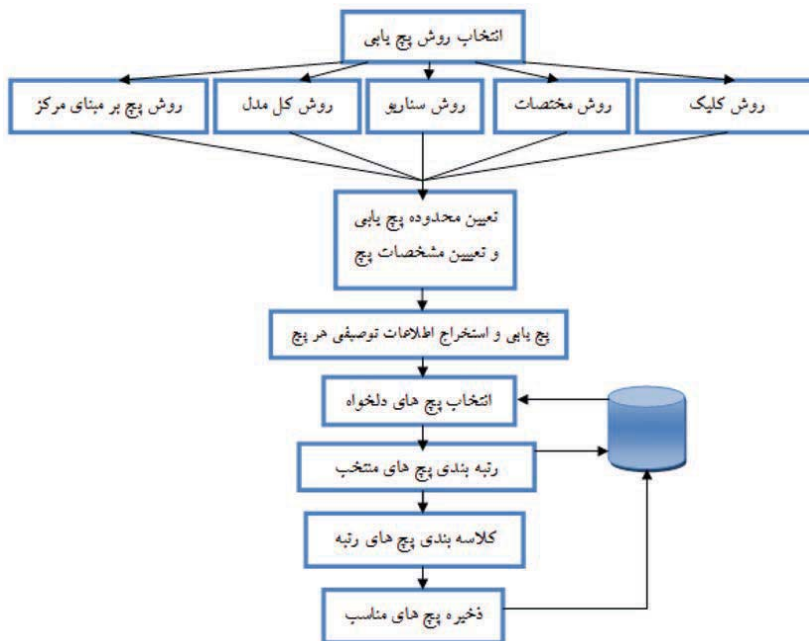 انتخاب روش پچ یابی
روش کلیک
روش مختصات
روش سناریو
روش کل مدل
روش پچ بر مبنای مرکز
تعیین محدوده پچ یابی
و تعیین مشخصات پچ
پچ یابی و استخراج اطلاعات توصیفی هر پچ
انتخاب پچ های دلخواه
رتبه بندی پچ های منتخب
کلاسه بندی پچ های رتبه
ذخیره پچ های مناسب